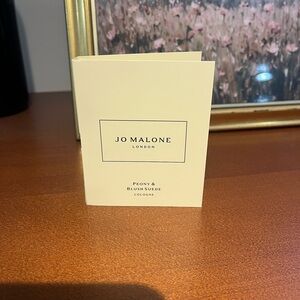 JO MALONE
LONDON
PEONY &
BLUSH SUEDE
COLOGNE